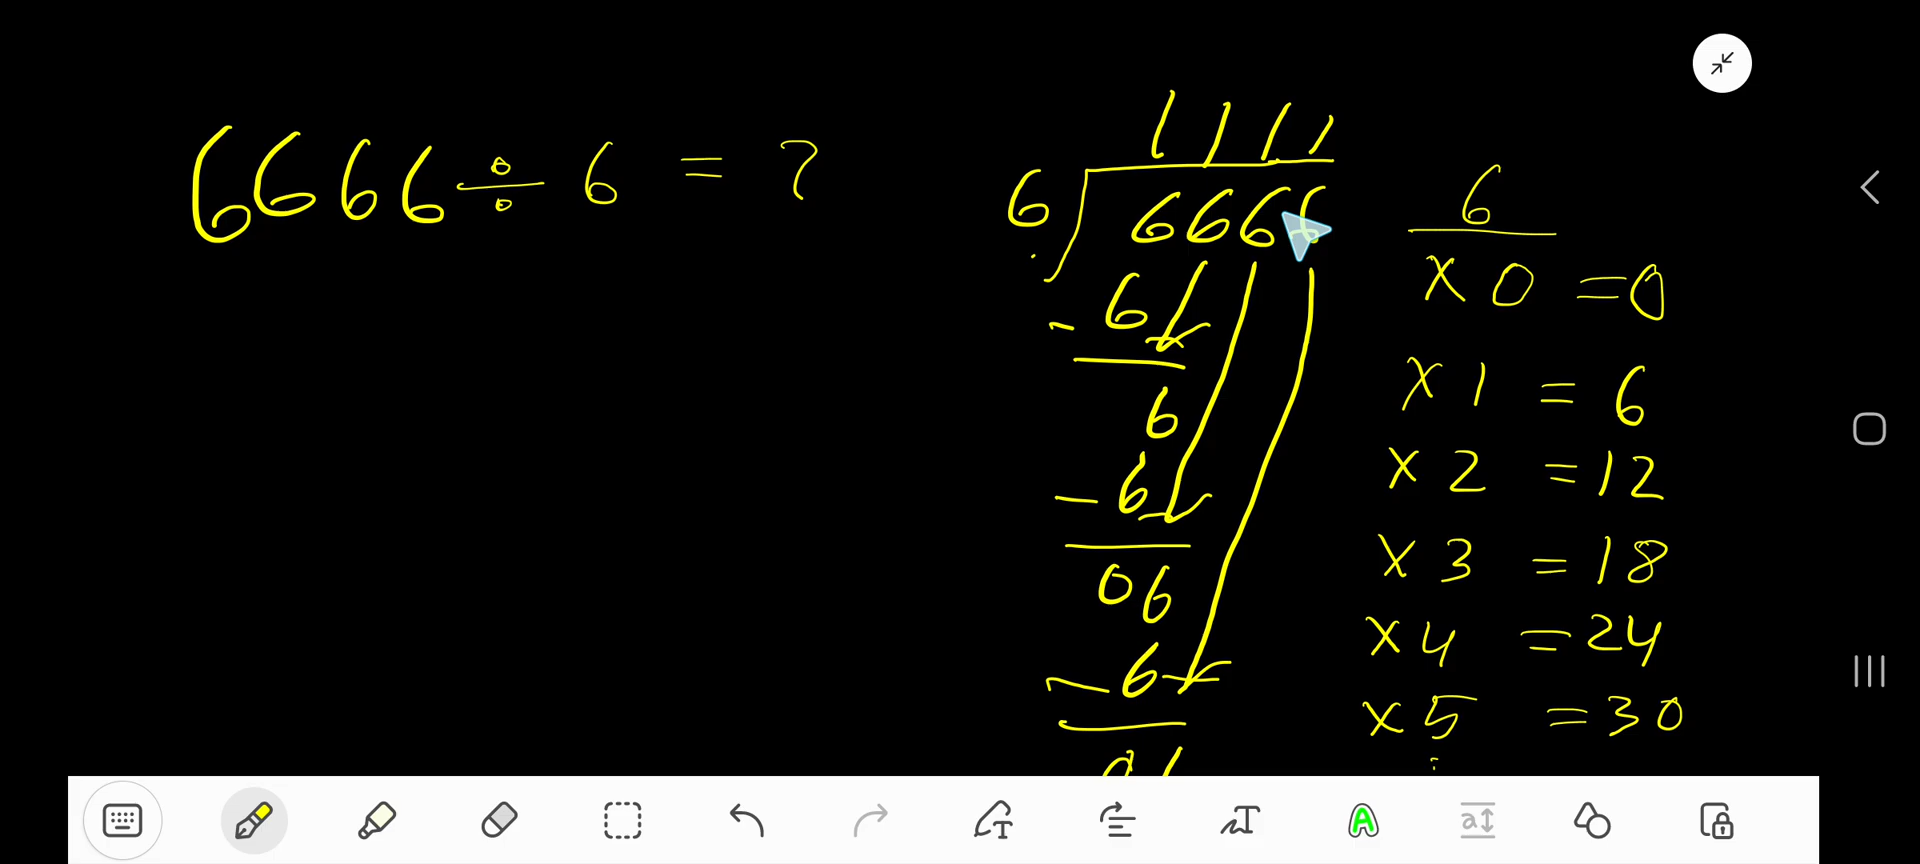 6666 ÷ 6 = ?
1111
6 6666
- 6
6
- 6
06
- 6
06
6
x 0 = 0
x 1 = 6
x 2 = 12
x 3 = 18
x 4 = 24
x 5 = 30
T
T
A
a